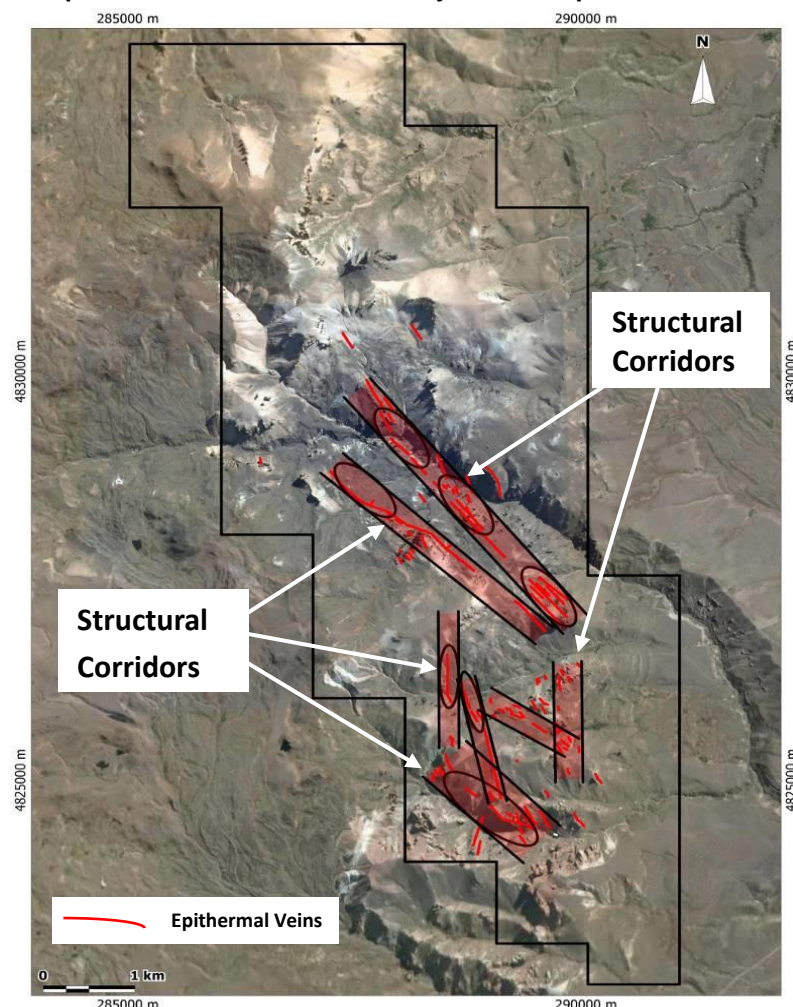 285000 m
290000 m
N
4830000 m
4830000 m
Structural
Corridors
Structural
Corridors
4825000 m
4825000 m
Epithermal Veins
0
1 km
285000 m
290000 m